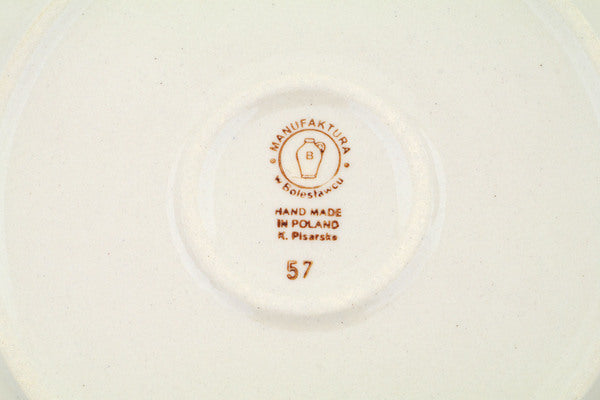 MANUFAKTURA
B
w Bolesławcu
HAND MADE
IN POLAND
K. Pisarska
57